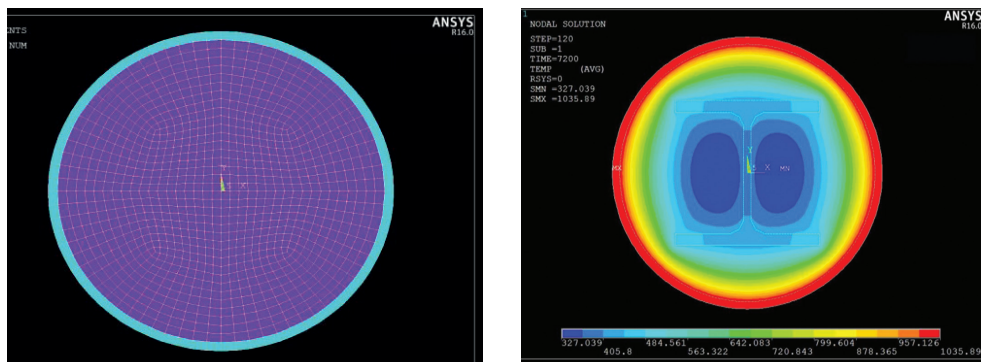 ANSYS
R16.0
NTS
NUM
Y
X
1
NODAL SOLUTION
STEP=120
SUB =1
TIME=7200
TEMP (AVG)
RSYS=0
SMN =327.039
SMX =1035.89
ANSYS
R16.0
MX
Y
X
MN
327.039 484.561 642.083 799.604 957.126
405.8 563.322 720.843 878.365 1035.89